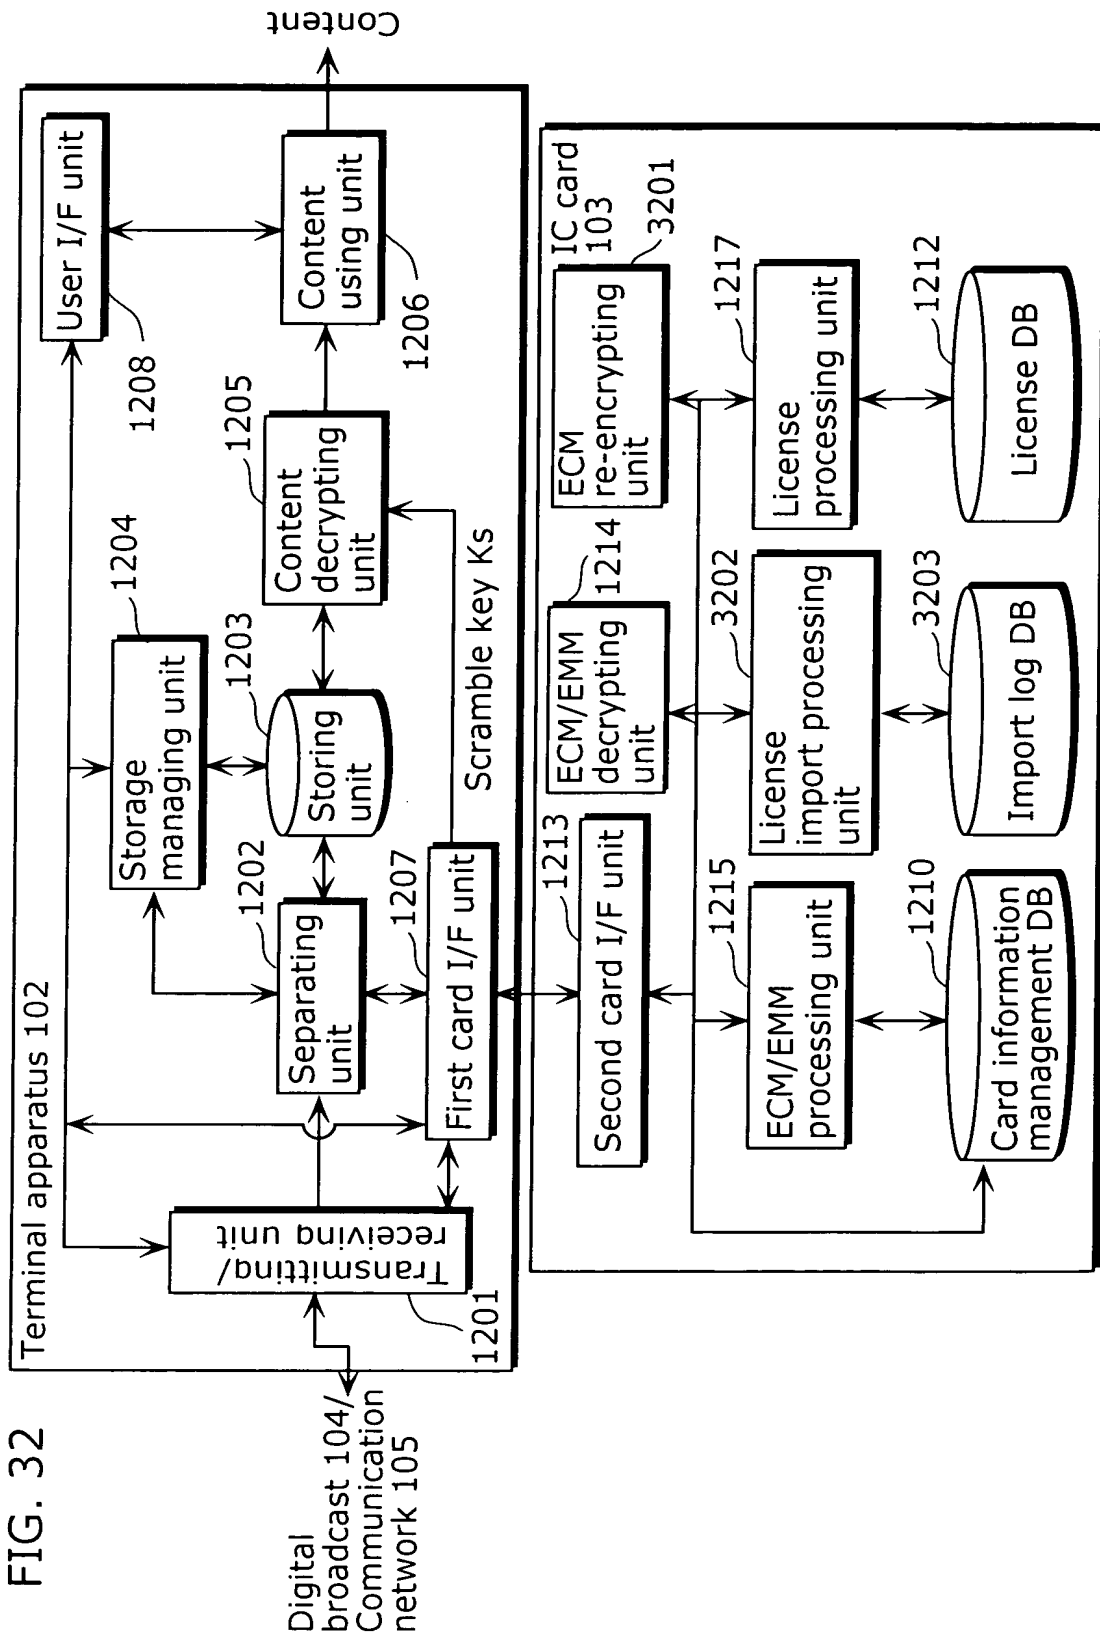 FIG. 32
Terminal apparatus 102
User I/F unit
1208
Storage
managing unit
1204
Digital
broadcast 104/
Communication
network 105
Transmitting/
receiving unit
1201
Separating
unit
1202
Storing
unit
1203
Content
decrypting
unit
1205
Content
using unit
1206
Content
First card I/F unit
1207
Scramble key Ks
IC card
103
Second card I/F unit
1213
ECM/EMM
decrypting
unit
1214
ECM
re-encrypting
unit
3201
ECM/EMM
processing unit
1215
License
import processing
unit
3202
License
processing unit
1217
Card information
management DB
1210
Import log DB
3203
License DB
1212